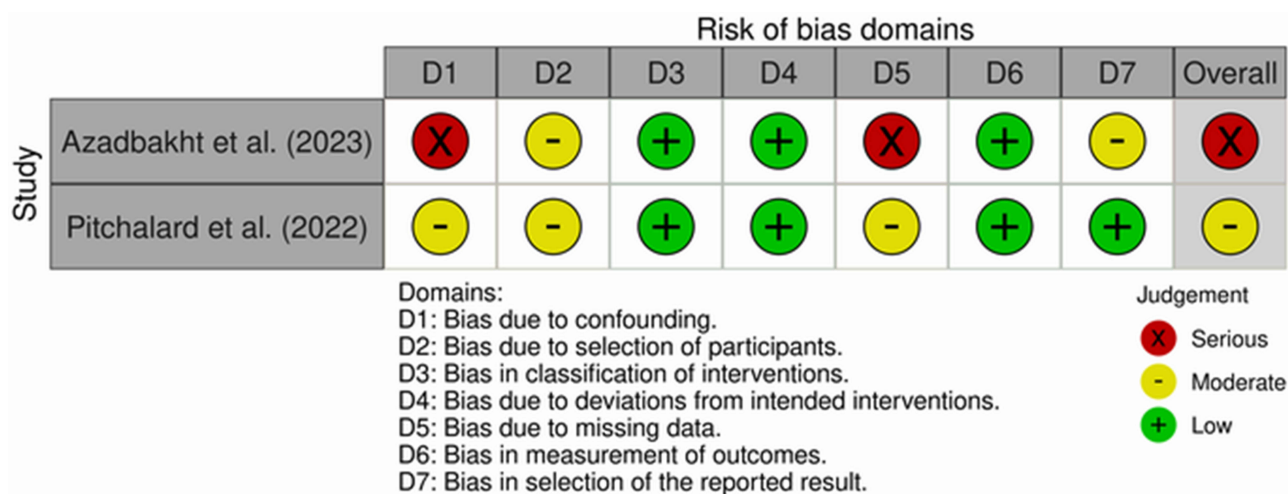 Risk of bias domains
D1 D2 D3 D4 D5 D6 D7 Overall
Study
Azadbakht et al. (2023) X - + + X + - X
Pitchalard et al. (2022) - - + + - + + -
Domains:
D1: Bias due to confounding.
D2: Bias due to selection of participants.
D3: Bias in classification of interventions.
D4: Bias due to deviations from intended interventions.
D5: Bias due to missing data.
D6: Bias in measurement of outcomes.
D7: Bias in selection of the reported result.
Judgement
X Serious
- Moderate
+ Low